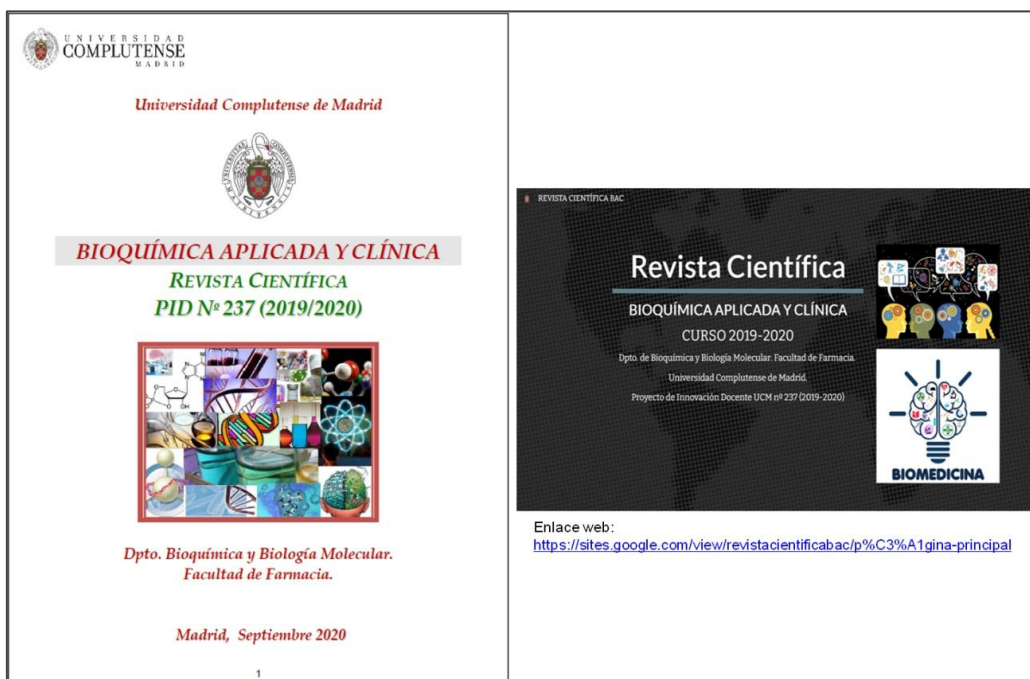 UNIVERSIDAD
COMPLUTENSE
MADRID
Universidad Complutense de Madrid
BIOQUÍMICA APLICADA Y CLÍNICA
REVISTA CIENTÍFICA
PID Nº 237 (2019/2020)
Dpto. Bioquímica y Biología Molecular.
Facultad de Farmacia.
Madrid, Septiembre 2020
1
REVISTA CIENTÍFICA BAC
Revista Científica
BIOQUÍMICA APLICADA Y CLÍNICA
CURSO 2019-2020
Dpto. de Bioquímica y Biología Molecular. Facultad de Farmacia.
Universidad Complutense de Madrid.
Proyecto de Innovación Docente UCM nº 237 (2019-2020)
BIOMEDICINA
Enlace web:
https://sites.google.com/view/revistacientificabac/p%C3%A1gina-principal